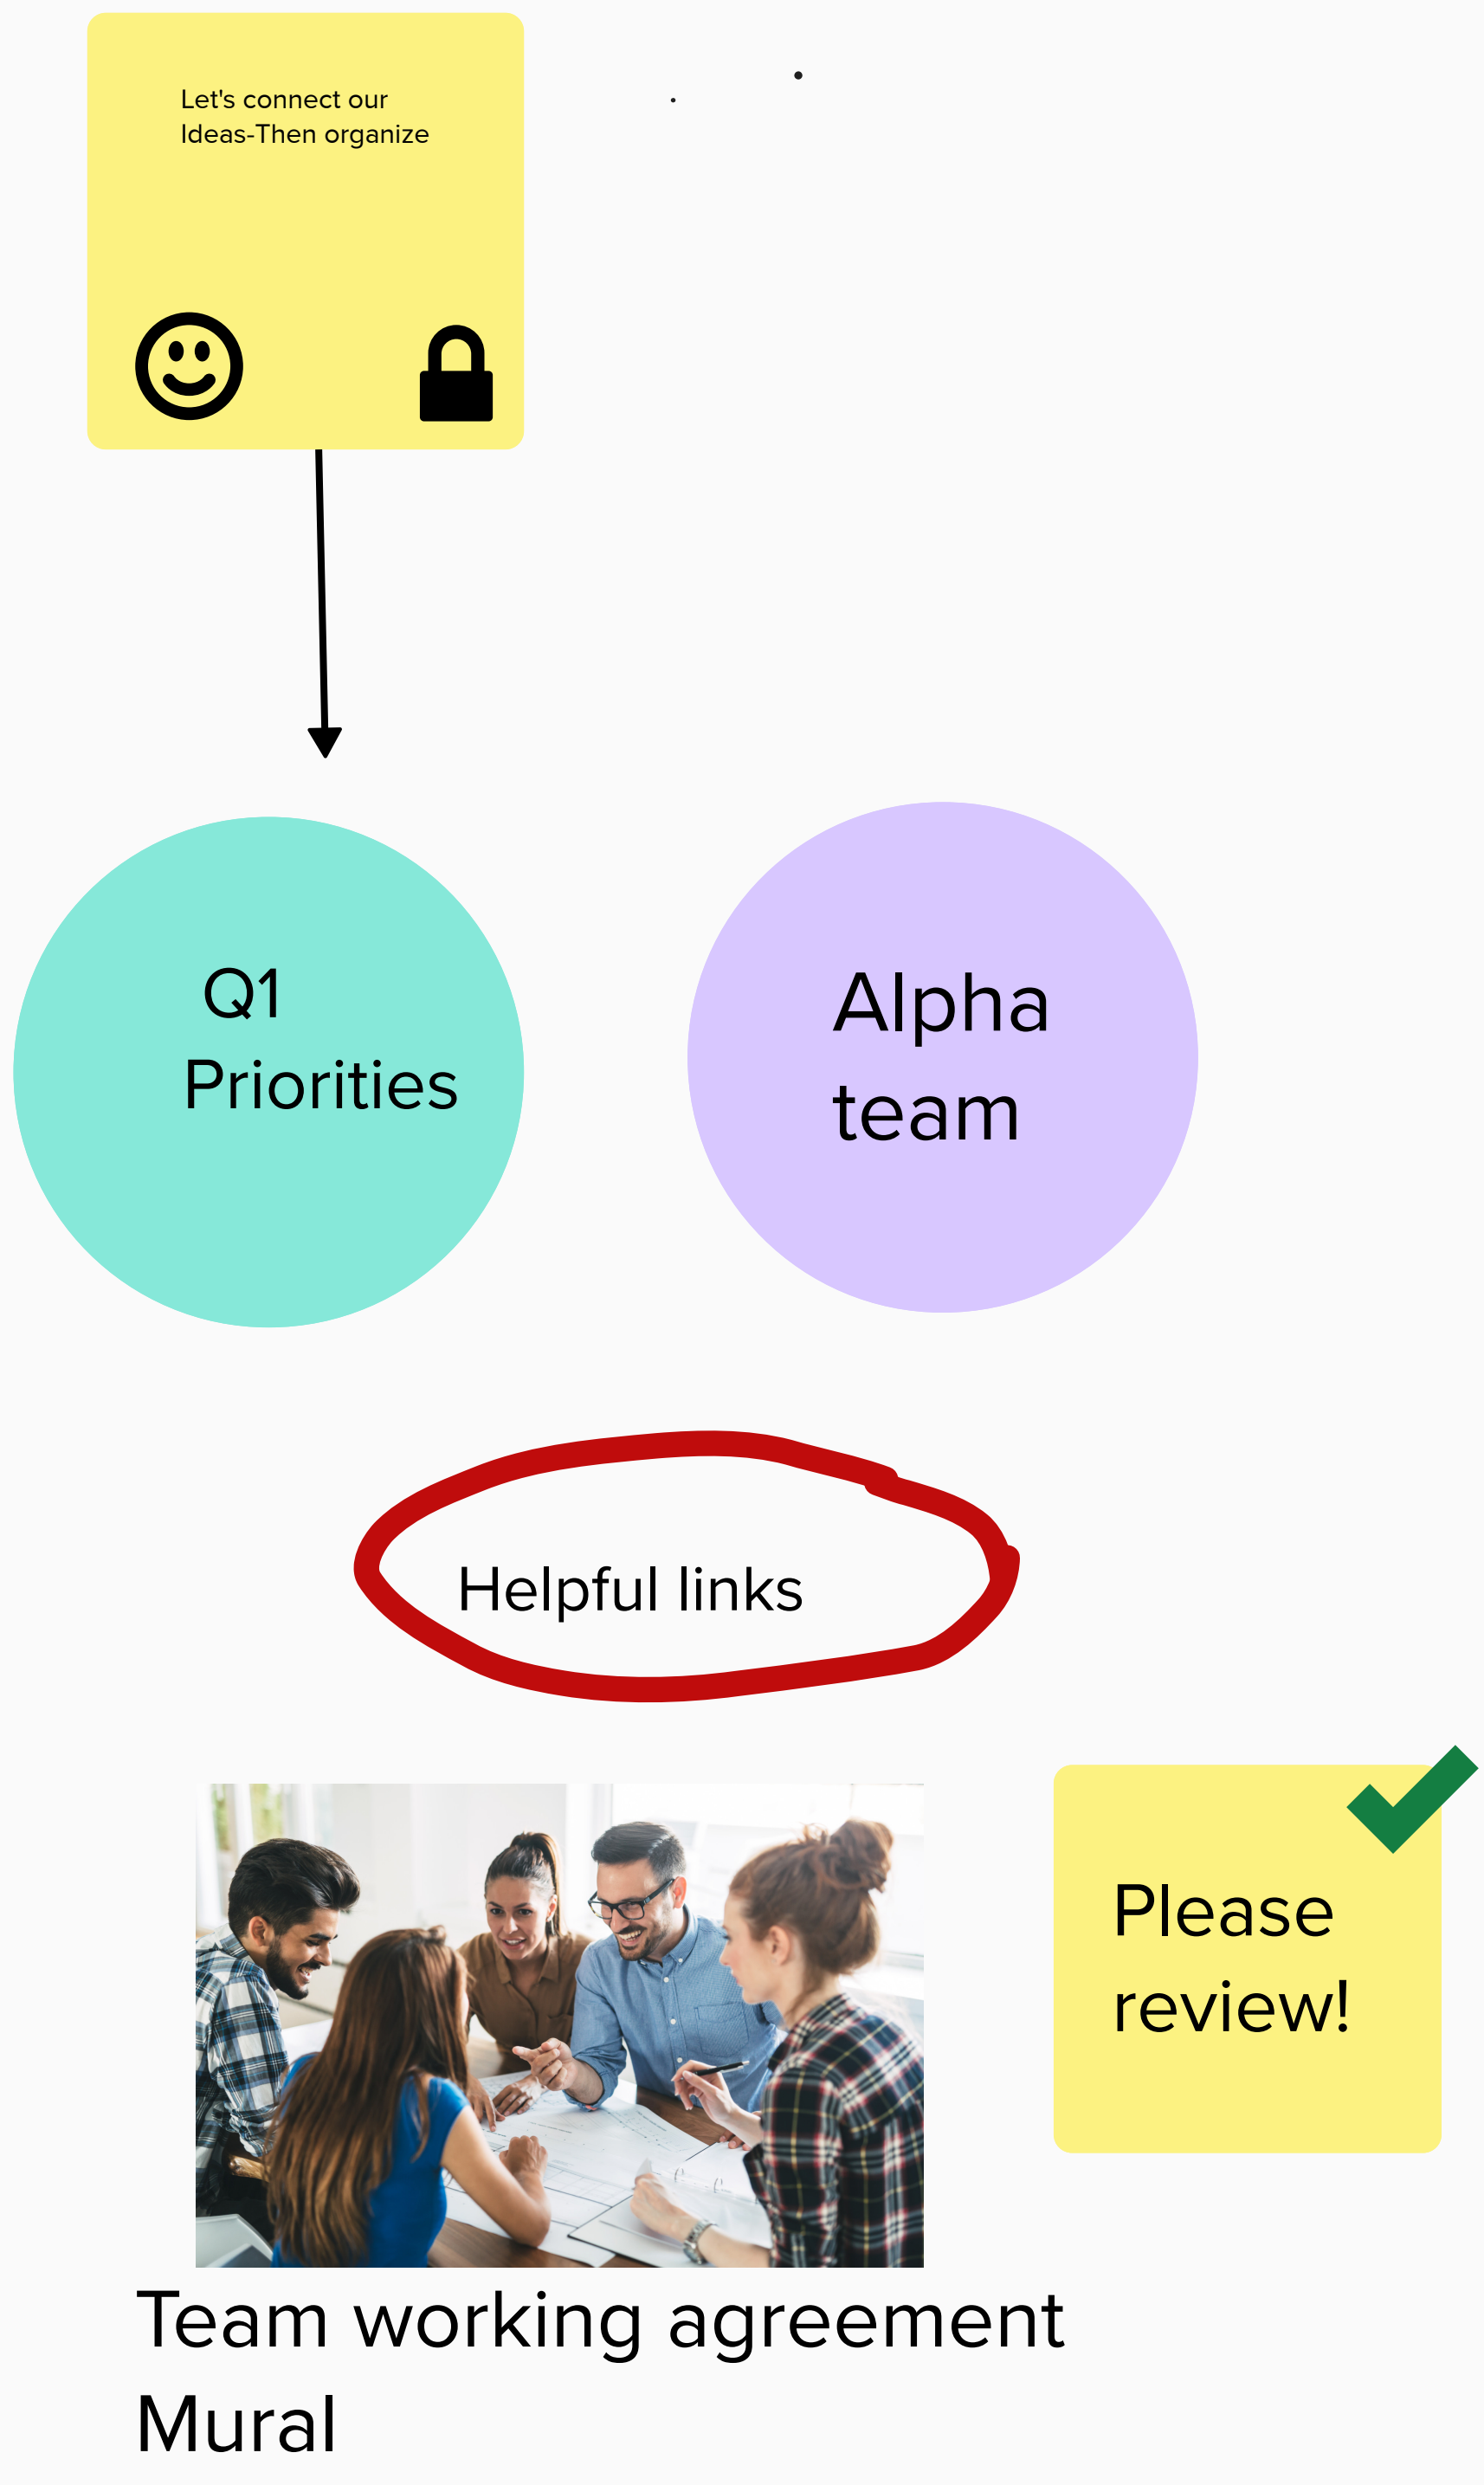 Let's connect our
Ideas-Then organize
Q1
Priorities
Alpha
team
Helpful links
Please
review!
Team working agreement
Mural